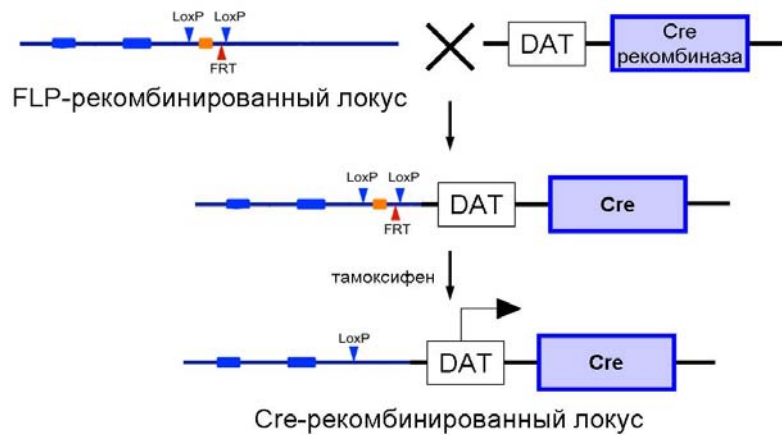 LoxP LoxP
FRT
DAT
Cre
рекомбиназа
FLP-рекомбинированный локус
LoxP LoxP
FRT
DAT
Cre
тамоксифен
LoxP
DAT
Cre
Cre-рекомбинированный локус